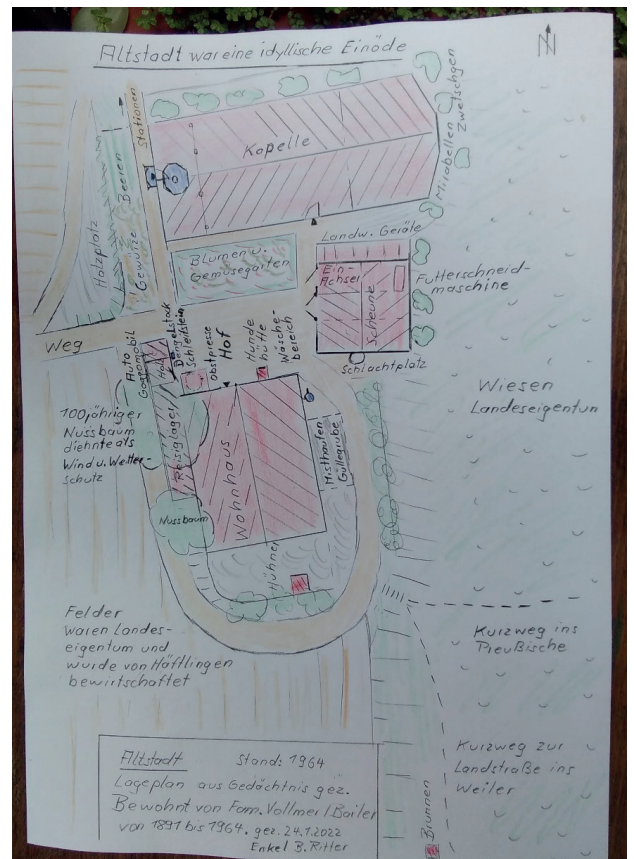 Altstadt war eine idyllische Einöde
N
Stationen
Kapelle
Mirabellen Zwetschgen
Holzplatz
Gewürze Beeren
Blumen u.
Gemüsegarten
Landw. Geräte
Ein-
Achser
Scheune
Futterschneid-
maschine
Weg
Auto
Goggomobil
Holz
Dengelstock
Schleifstein
Obstpresse
Hof
Hunde
hütte
Wäsche-
bereich
Schlachtplatz
Wiesen
Landeseigentum
100jähriger
Nussbaum
diehnte als
Wind u. Wetter-
schutz
Reisiglager
Wohnhaus
Misthaufen
Güllegrube
Nussbaum
Hühner
Felder
waren Landes-
eigentum und
wurde von Häftlingen
bewirtschaftet
Kurzweg ins
Preußische
Kurzweg zur
Landstraße ins
Weiler
Brunnen
Altstadt Stand: 1964
Lageplan aus Gedächtnis gez.
Bewohnt von Fam. Vollmer / Boiler
von 1891 bis 1964. gez. 24.1.2022
Enkel B. Ritter